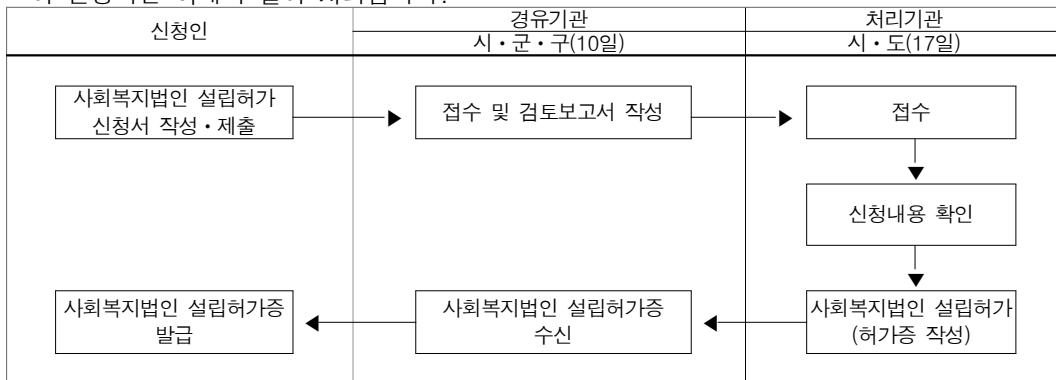 신청인
경유기관
처리기관
시・군・구(10일)
시・도(17일)
사회복지법인 설립허가
신청서 작성・제출
접수 및 검토보고서 작성
접수
신청내용 확인
사회복지법인 설립허가증
발급
사회복지법인 설립허가증
수신
사회복지법인 설립허가
(허가증 작성)